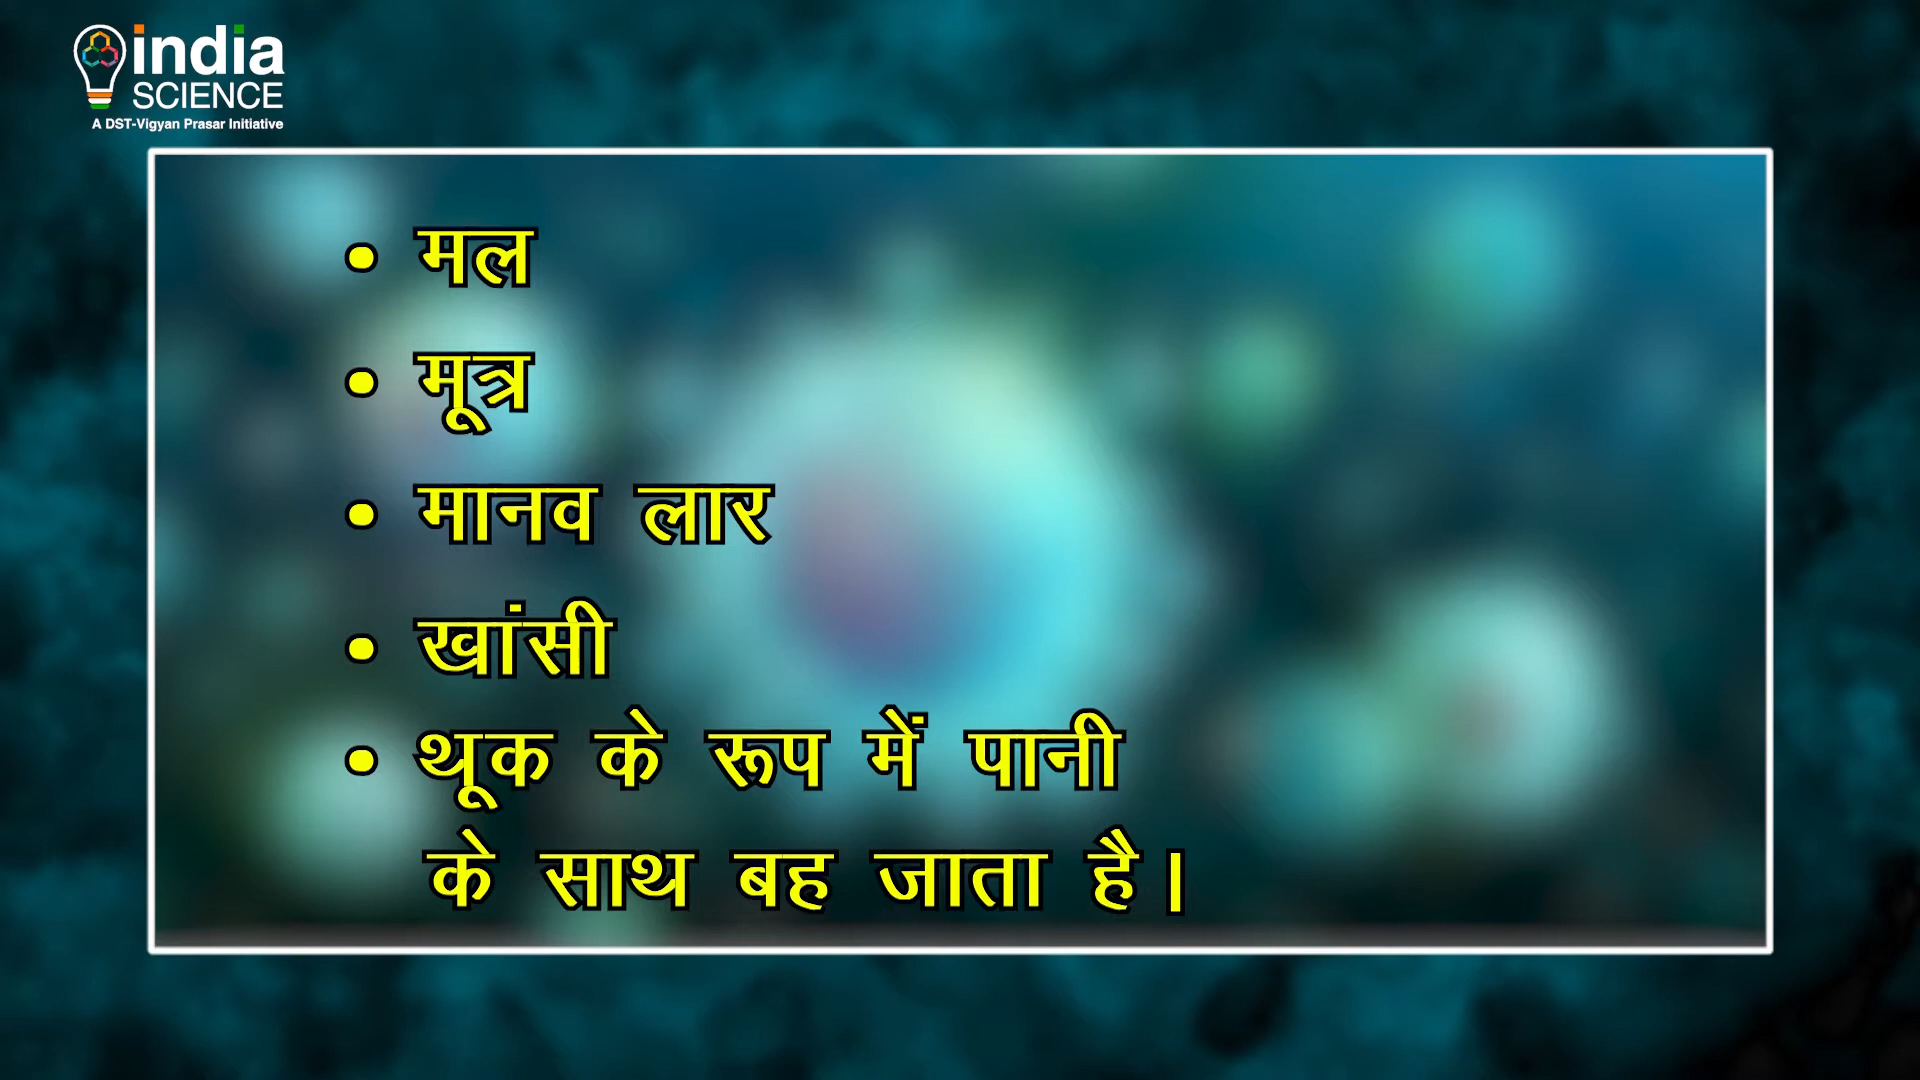 india
SCIENCE
A DST-Vigyan Prasar Initiative
• मल
• मूत्र
• मानव लार
• खांसी
• थूक के रूप में पानी
के साथ बह जाता है।